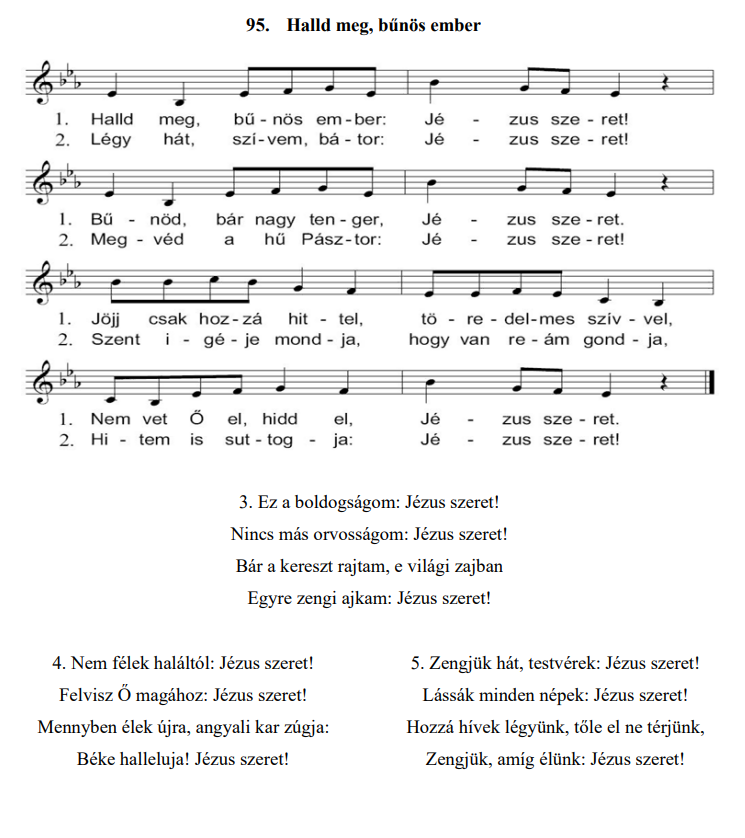 95. Halld meg, bűnös ember
1. Halld meg, bű - nös em - ber: Jé - zus sze - ret!
2. Légy hát, szí - vem, bá - tor: Jé - zus sze - ret!
1. Bű - nöd, bár nagy ten - ger, Jé - zus sze - ret.
2. Meg - véd a hű Pász - tor: Jé - zus sze - ret!
1. Jöjj csak hoz - zá hit - tel, tö - re - del - mes szív - vel,
2. Szent i - gé - je mond - ja, hogy van re - ám gond - ja,
1. Nem vet Ő el, hidd el, Jé - zus sze - ret.
2. Hi - tem is sut - tog - ja: Jé - zus sze - ret!
3. Ez a boldogságom: Jézus szeret!
Nincs más orvosságom: Jézus szeret!
Bár a kereszt rajtam, e világi zajban
Egyre zengi ajkam: Jézus szeret!
4. Nem félek haláltól: Jézus szeret!
Felvisz Ő magához: Jézus szeret!
Mennyben élek újra, angyali kar zúgja:
Béke halleluja! Jézus szeret!
5. Zengjük hát, testvérek: Jézus szeret!
Lássák minden népek: Jézus szeret!
Hozzá hívek légyünk, tőle el ne térjünk,
Zengjük, amíg élünk: Jézus szeret!